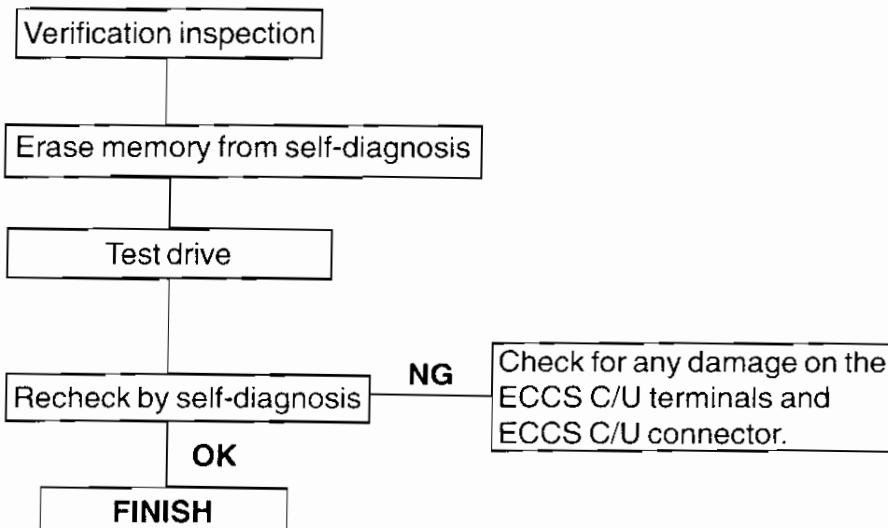 Verification inspection
Erase memory from self-diagnosis
Test drive
Recheck by self-diagnosis
NG
Check for any damage on the
ECCS C/U terminals and
ECCS C/U connector.
OK
FINISH